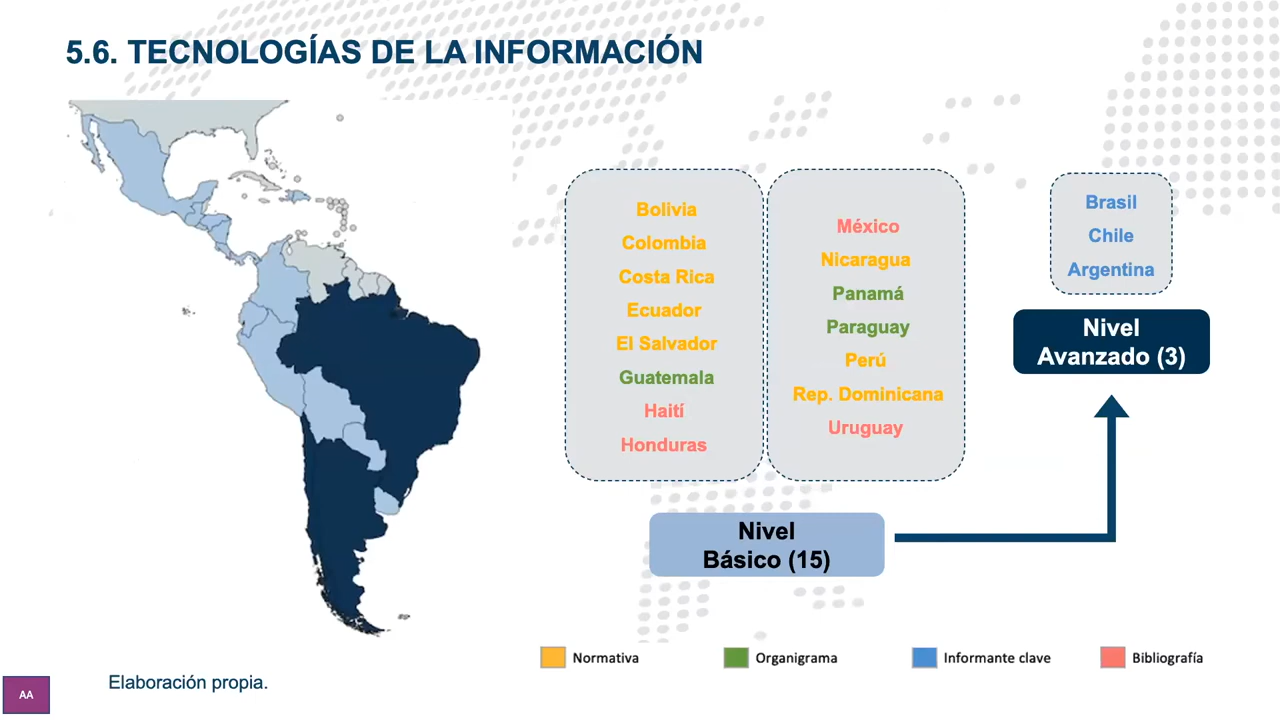 5.6. TECNOLOGÍAS DE LA INFORMACIÓN
Bolivia
Colombia
Costa Rica
Ecuador
El Salvador
Guatemala
Haití
Honduras
México
Nicaragua
Panamá
Paraguay
Perú
Rep. Dominicana
Uruguay
Brasil
Chile
Argentina
Nivel
Avanzado (3)
Nivel
Básico (15)
Normativa
Organigrama
Informante clave
Bibliografía
Elaboración propia.
AA